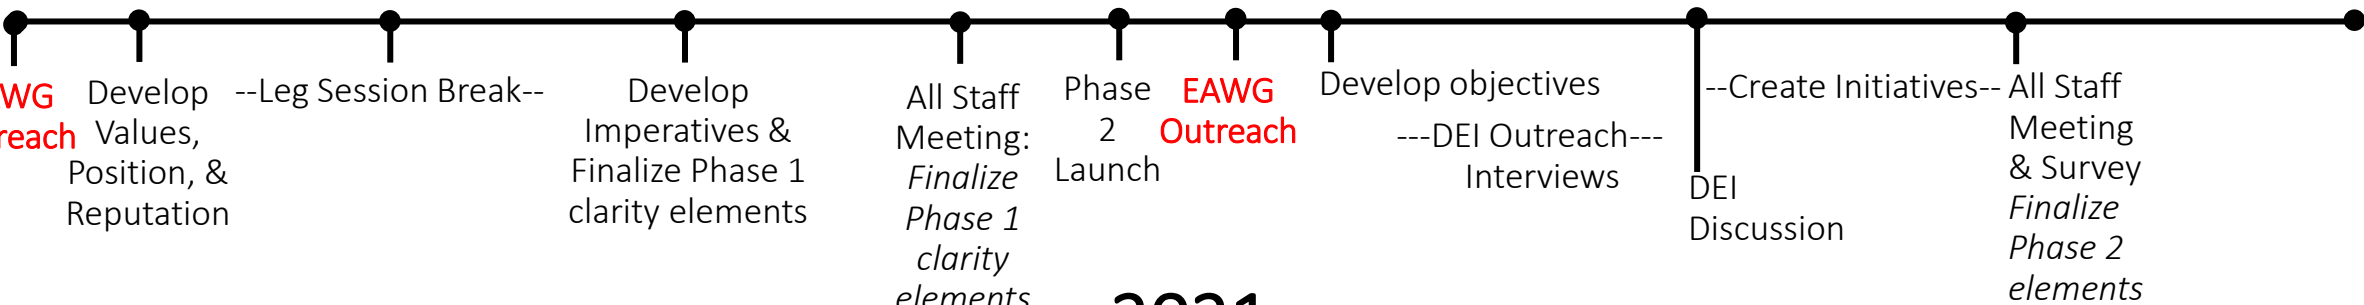 WG
reach
Develop
Values,
Position, &
Reputation
--Leg Session Break--
Develop
Imperatives &
Finalize Phase 1
clarity elements
All Staff
Meeting:
Finalize
Phase 1
clarity
elements
Phase
2
Launch
EAWG
Outreach
Develop objectives
---DEI Outreach---
Interviews
DEI
Discussion
--Create Initiatives--
All Staff
Meeting
& Survey
Finalize
Phase 2
elements
2021